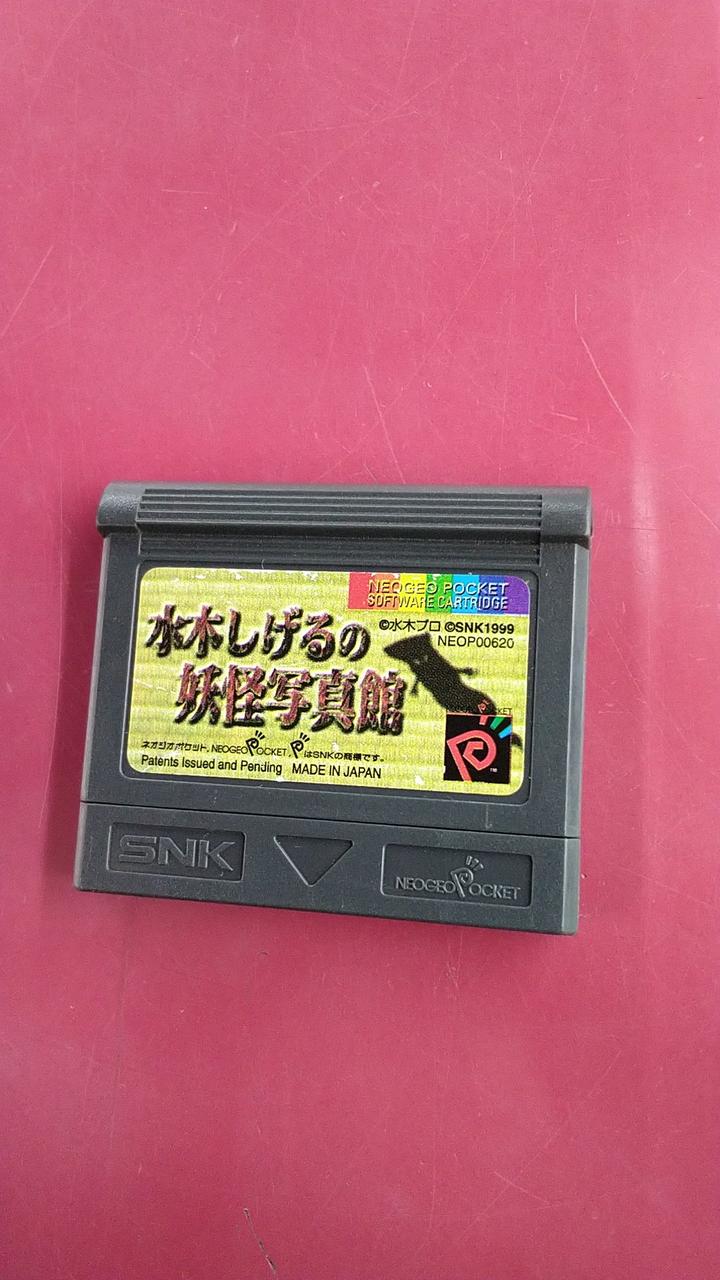 NEOGEO POCKET
SOFTWARE CARTRIDGE
©水木プロ ©SNK1999
NEOP00620
水木しげるの
妖怪写真館
ネオジオポケット, NEOGEO POCKET, P はSNKの商標です。
Patents Issued and Pending MADE IN JAPAN
P
TM
SNK
NEOGEO POCKET